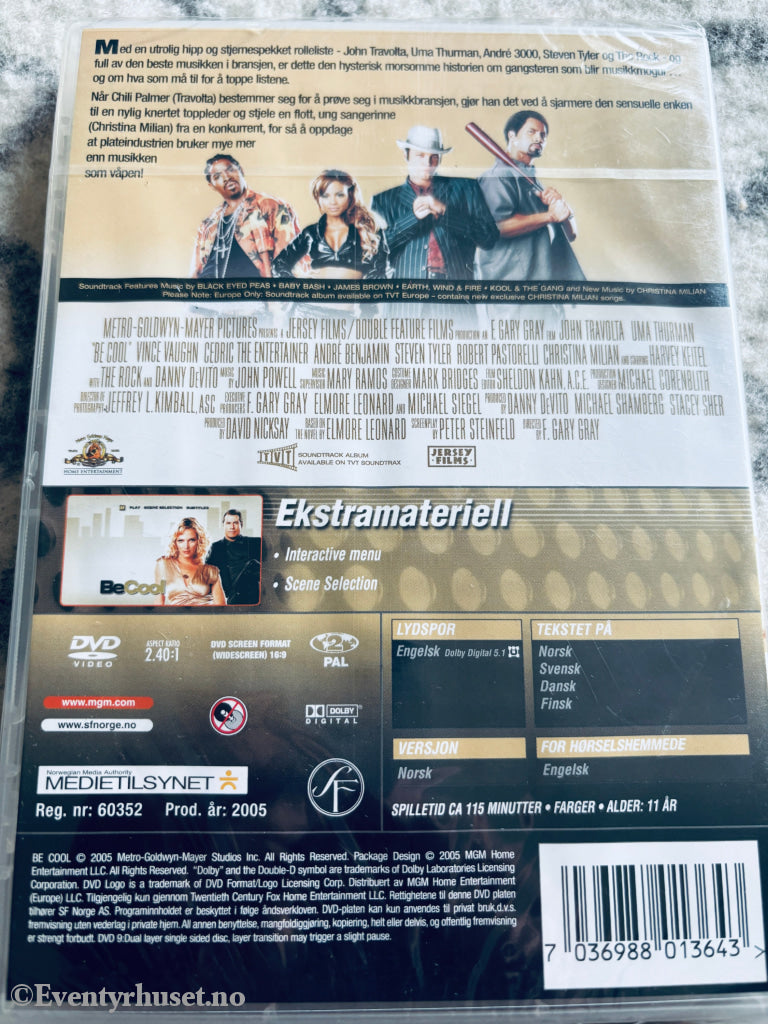 Med en utrolig hipp og stjernespekket rolleliste - John Travolta, Uma Thurman, André 3000, Steven Tyler og The Rock - og
full av den beste musikken i bransjen, er dette den hysterisk morsomme historien om gangsteren som blir musikkmogul ...
og om hva som må til for å toppe listene.
Når Chili Palmer (Travolta) bestemmer seg for å prøve seg i musikkbransjen, gjør han det ved å sjarmere den sensuelle enken
til en nylig knertet toppleder og stjele en flott, ung sangerinne
(Christina Milian) fra en konkurrent, for så å oppdage
at plateindustrien bruker mye mer
enn musikken
som våpen!
Soundtrack Features Music by BLACK EYED PEAS • BABY BASH • JAMES BROWN • EARTH, WIND & FIRE • KOOL & THE GANG and New Music by CHRISTINA MILIAN
Please Note: Europe Only: Soundtrack album available on TVT Europe - contains new exclusive CHRISTINA MILIAN songs.
METRO-GOLDWYN-MAYER PICTURES PRESENTS A JERSEY FILMS/DOUBLE FEATURE FILMS PRODUCTION AN F. GARY GRAY FILM JOHN TRAVOLTA UMA THURMAN
"BE COOL" VINCE VAUGHN CEDRIC THE ENTERTAINER ANDRE BENJAMIN STEVEN TYLER ROBERT PASTORELLI CHRISTINA MILIAN AND STARRING HARVEY KEITEL
WITH THE ROCK AND DANNY DEVITO MUSIC BY JOHN POWELL MUSIC SUPERVISOR MARY RAMOS COSTUME DESIGNER MARK BRIDGES FILM EDITOR SHELDON KAHN, A.C.E. PRODUCTION DESIGNER MICHAEL CORENBLITH
DIRECTOR OF PHOTOGRAPHY JEFFREY L. KIMBALL, ASC EXECUTIVE PRODUCERS F. GARY GRAY ELMORE LEONARD AND MICHAEL SIEGEL PRODUCED BY DANNY DEVITO MICHAEL SHAMBERG STACEY SHER
PRODUCED BY DAVID NICKSAY BASED ON THE NOVEL BY ELMORE LEONARD SCREENPLAY BY PETER STEINFELD DIRECTED BY F. GARY GRAY
HOME ENTERTAINMENT
TVT
SOUNDTRACK ALBUM
AVAILABLE ON TVT SOUNDTRAX
JERSEY
FILMS
PLAY SCENE SELECTION SUBTITLES
BeCool
Ekstramateriell
• Interactive menu
• Scene Selection
DVD
VIDEO
ASPECT RATIO
2.40:1
DVD SCREEN FORMAT
(WIDESCREEN) 16:9
2
PAL
www.mgm.com
www.sfnorge.no
DOLBY
DIGITAL
Norwegian Media Authority
MEDIETILSYNET
Reg. nr: 60352 Prod. år: 2005
SF
LYDSPOR
Engelsk Dolby Digital 5.1
TEKSTET PÅ
Norsk
Svensk
Dansk
Finsk
VERSJON
Norsk
FOR HØRSELSHEMMEDE
Engelsk
SPILLETID CA 115 MINUTTER • FARGER • ALDER: 11 ÅR
BE COOL © 2005 Metro-Goldwyn-Mayer Studios Inc. All Rights Reserved. Package Design © 2005 MGM Home
Entertainment LLC. All Rights Reserved. "Dolby" and the Double-D symbol are trademarks of Dolby Laboratories Licensing
Corporation. DVD Logo is a trademark of DVD Format/Logo Licensing Corp. Distribuert av MGM Home Entertainment
(Europe) LLC. Tilgjengelig kun gjennom Twentieth Century Fox Home Entertainment LLC. Rettighetene til denne DVD platen
tilhører SF Norge AS. Programinnholdet er beskyttet i følge åndsverkloven. DVD-platen kan kun anvendes til privat bruk,d.v.s.
fremvisning uten vederlag i private hjem. All annen benyttelse, mangfoldiggjøring, kopiering, helt eller delvis, og offentlig fremvisning
er strengt forbudt. DVD 9:Dual layer single sided disc, layer transition may trigger a slight pause.
7 036988 013643 >
©Eventyrhuset.no